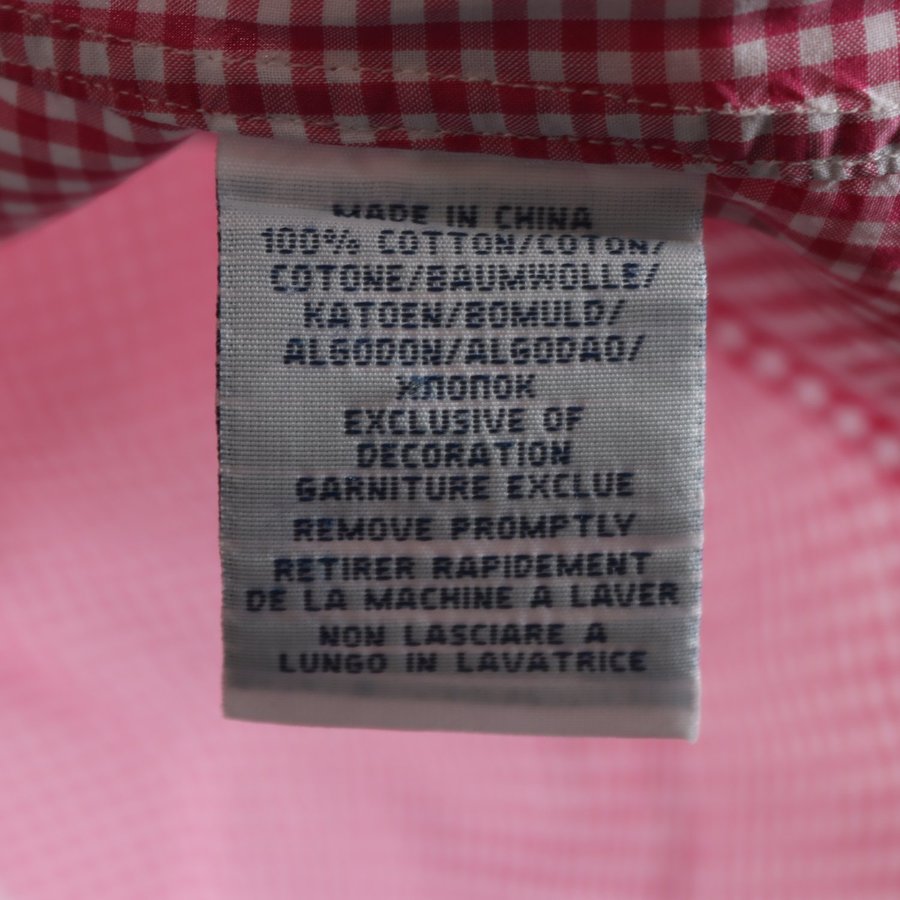 MADE IN CHINA
100% COTTON/COTON/
COTONE/BAUMWOLLE/
KATOEN/BOMULD/
ALGODON/ALGODAO/
ХЛОПОК
EXCLUSIVE OF
DECORATION
GARNITURE EXCLUE
REMOVE PROMPTLY
RETIRER RAPIDEMENT
DE LA MACHINE A LAVER
NON LASCIARE A
LUNGO IN LAVATRICE